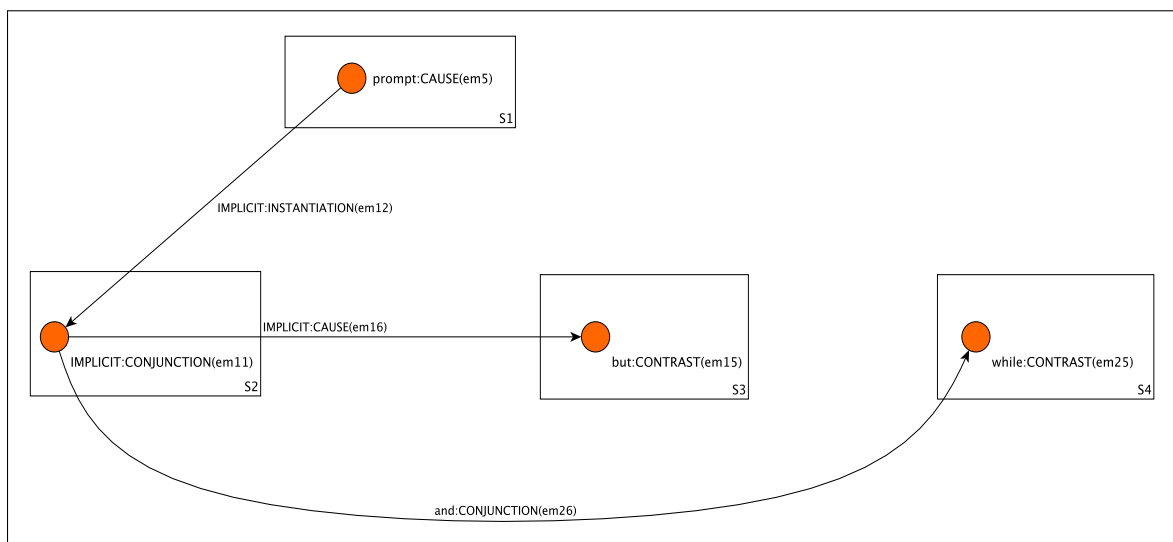 prompt:CAUSE(em5)
S1
IMPLICIT:INSTANTIATION(em12)
IMPLICIT:CAUSE(em16)
IMPLICIT:CONJUNCTION(em11)
S2
but:CONTRAST(em15)
S3
while:CONTRAST(em25)
S4
and:CONJUNCTION(em26)